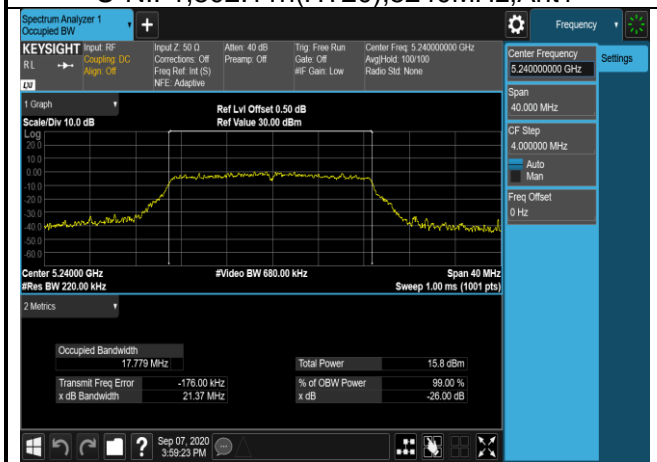 Spectrum Analyzer 1
Occupied BW
Frequency
KEYSIGHT
RL
LXI
Input: RF
Coupling: DC
Align: Off
Input Z: 50 Ω
Corrections: Off
Freq Ref: Int (S)
NFE: Adaptive
Atten: 40 dB
Preamp: Off
Trig: Free Run
Gate: Off
#IF Gain: Low
Center Freq: 5.240000000 GHz
Avg|Hold: 100/100
Radio Std: None
Center Frequency
5.240000000 GHz
Settings
Span
40.000 MHz
CF Step
4.000000 MHz
Auto
Man
Freq Offset
0 Hz
1 Graph
Scale/Div 10.0 dB
Ref Lvl Offset 0.50 dB
Ref Value 30.00 dBm
Log
20.0
10.0
0.00
-10.0
-20.0
-30.0
-40.0
-50.0
-60.0
Center 5.24000 GHz
#Video BW 680.00 kHz
Span 40 MHz
#Res BW 220.00 kHz
Sweep 1.00 ms (1001 pts)
2 Metrics
Occupied Bandwidth
17.779 MHz
Total Power 15.8 dBm
Transmit Freq Error -176.00 kHz
% of OBW Power 99.00 %
x dB Bandwidth 21.37 MHz
x dB -26.00 dB
?
Sep 07, 2020
3:59:23 PM